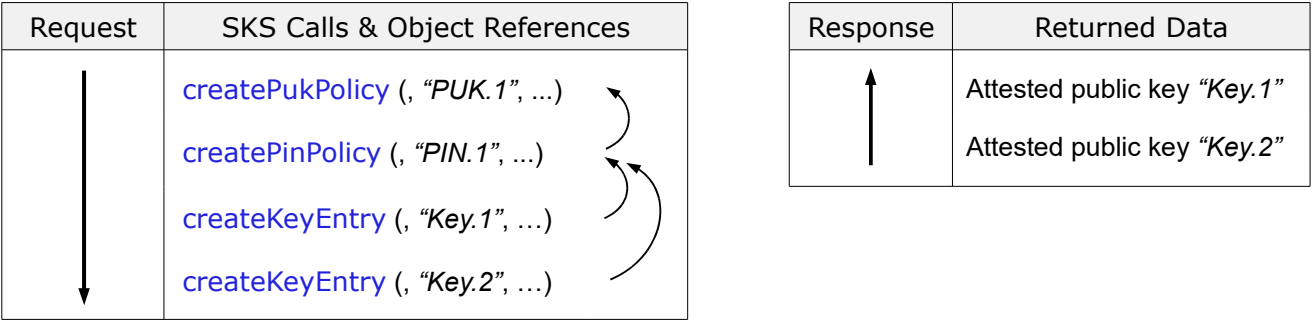 Request
SKS Calls & Object References
createPukPolicy (, “PUK.1”, ...)
createPinPolicy (, “PIN.1”, ...)
createKeyEntry (, “Key.1”, …)
createKeyEntry (, “Key.2”, …)
Response
Returned Data
Attested public key “Key.1”
Attested public key “Key.2”